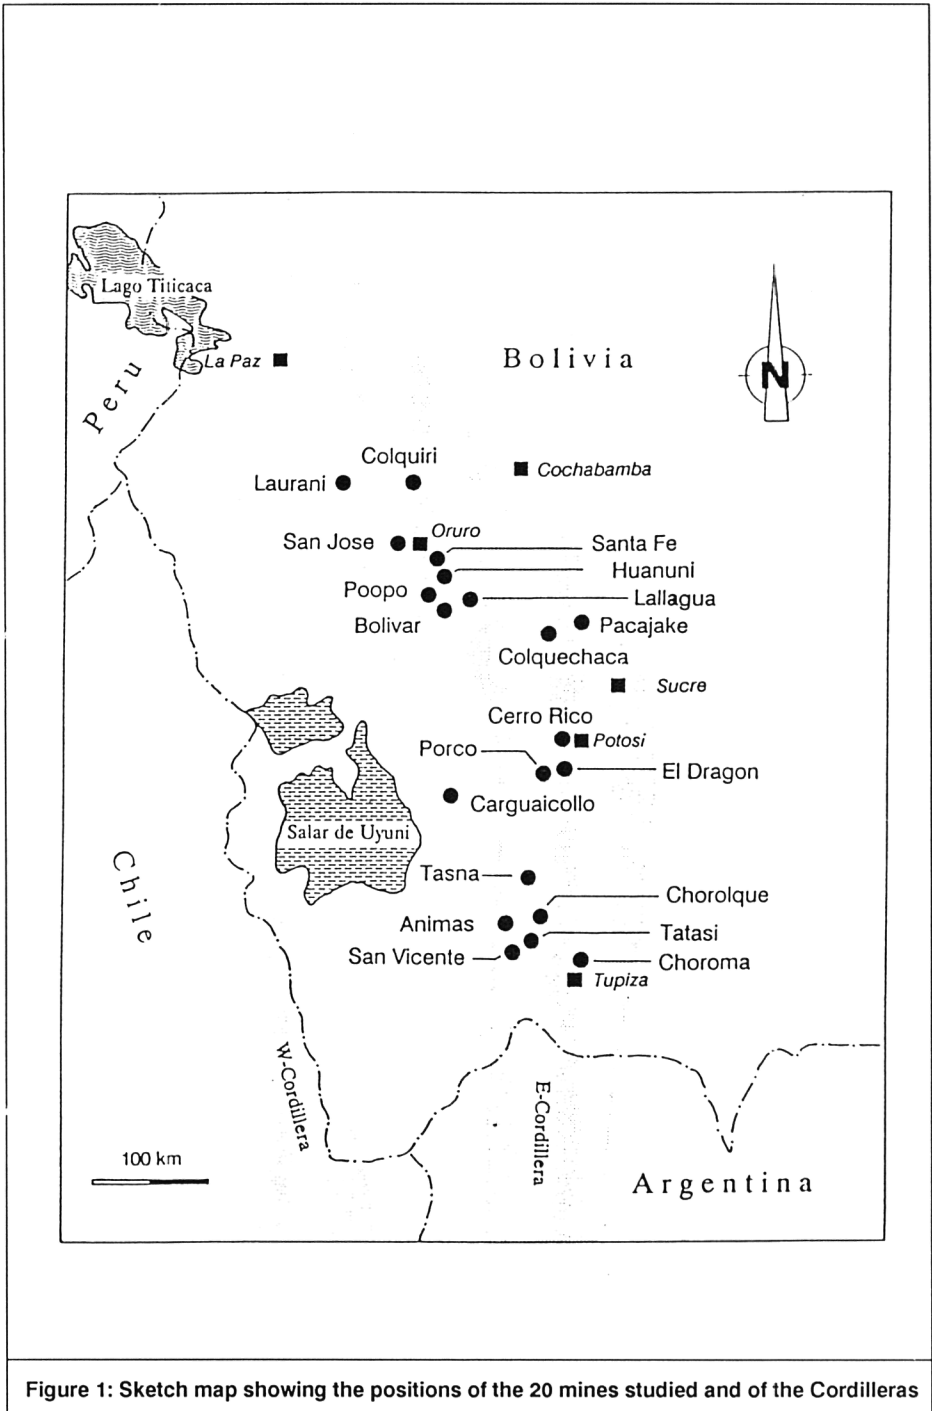 Lago Titicaca
La Paz
Bolivia
N
Peru
Colquiri
Laurani
Cochabamba
Oruro
San Jose
Santa Fe
Huanuni
Poopo
Lallagua
Bolivar
Pacajake
Colquechaca
Sucre
Cerro Rico
Potosi
Porco
El Dragon
Carguaicollo
Salar de Uyuni
Chile
Tasna
Chorolque
Animas
Tatasi
San Vicente
Choroma
Tupiza
W-Cordillera
E-Cordillera
100 km
Argentina
Figure 1: Sketch map showing the positions of the 20 mines studied and of the Cordilleras